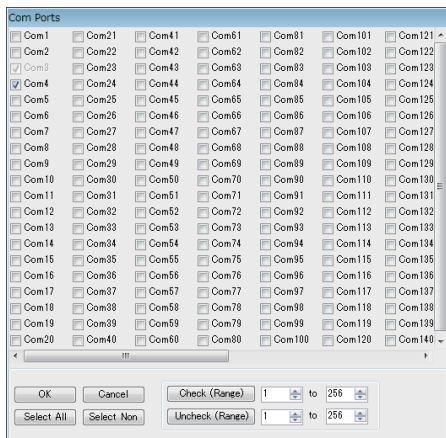 Com Ports
Com1 Com21 Com41 Com61 Com81 Com101 Com121
Com2 Com22 Com42 Com62 Com82 Com102 Com122
Com3 Com23 Com43 Com63 Com83 Com103 Com123
Com4 Com24 Com44 Com64 Com84 Com104 Com124
Com5 Com25 Com45 Com65 Com85 Com105 Com125
Com6 Com26 Com46 Com66 Com86 Com106 Com126
Com7 Com27 Com47 Com67 Com87 Com107 Com127
Com8 Com28 Com48 Com68 Com88 Com108 Com128
Com9 Com29 Com49 Com69 Com89 Com109 Com129
Com10 Com30 Com50 Com70 Com90 Com110 Com130
Com11 Com31 Com51 Com71 Com91 Com111 Com131
Com12 Com32 Com52 Com72 Com92 Com112 Com132
Com13 Com33 Com53 Com73 Com93 Com113 Com133
Com14 Com34 Com54 Com74 Com94 Com114 Com134
Com15 Com35 Com55 Com75 Com95 Com115 Com135
Com16 Com36 Com56 Com76 Com96 Com116 Com136
Com17 Com37 Com57 Com77 Com97 Com117 Com137
Com18 Com38 Com58 Com78 Com98 Com118 Com138
Com19 Com39 Com59 Com79 Com99 Com119 Com139
Com20 Com40 Com60 Com80 Com100 Com120 Com140
OK Cancel Check (Range) 1 to 256
Select All Select Non Uncheck (Range) 1 to 256